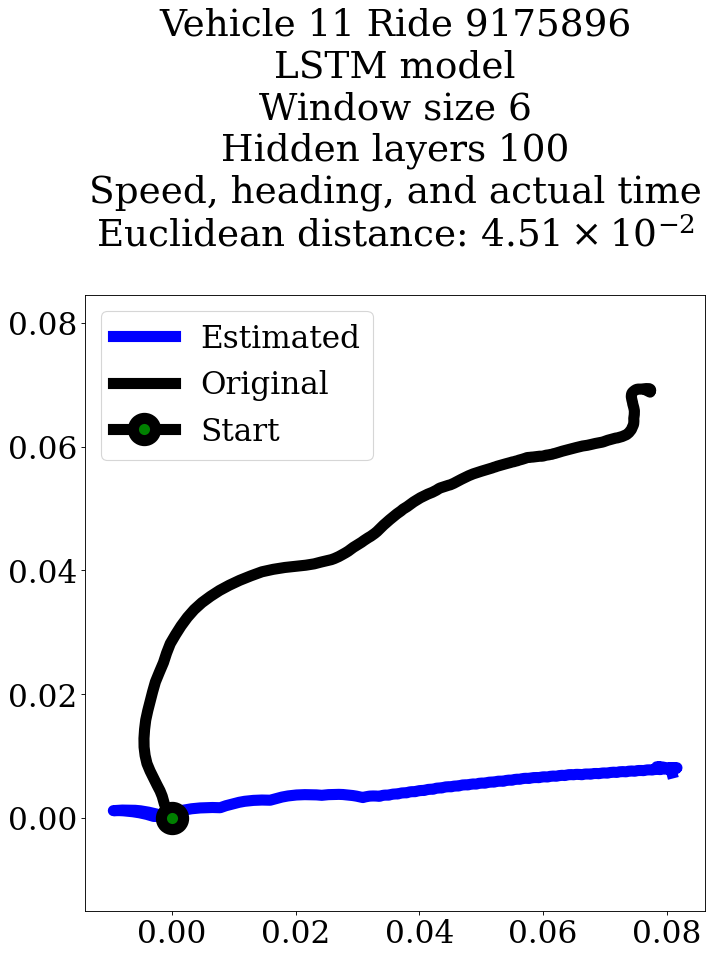 Vehicle 11 Ride 9175896
LSTM model
Window size 6
Hidden layers 100
Speed, heading, and actual time
Euclidean distance: 4.51 × 10⁻²
Estimated
Original
Start
0.08
0.06
0.04
0.02
0.00
0.00 0.02 0.04 0.06 0.08